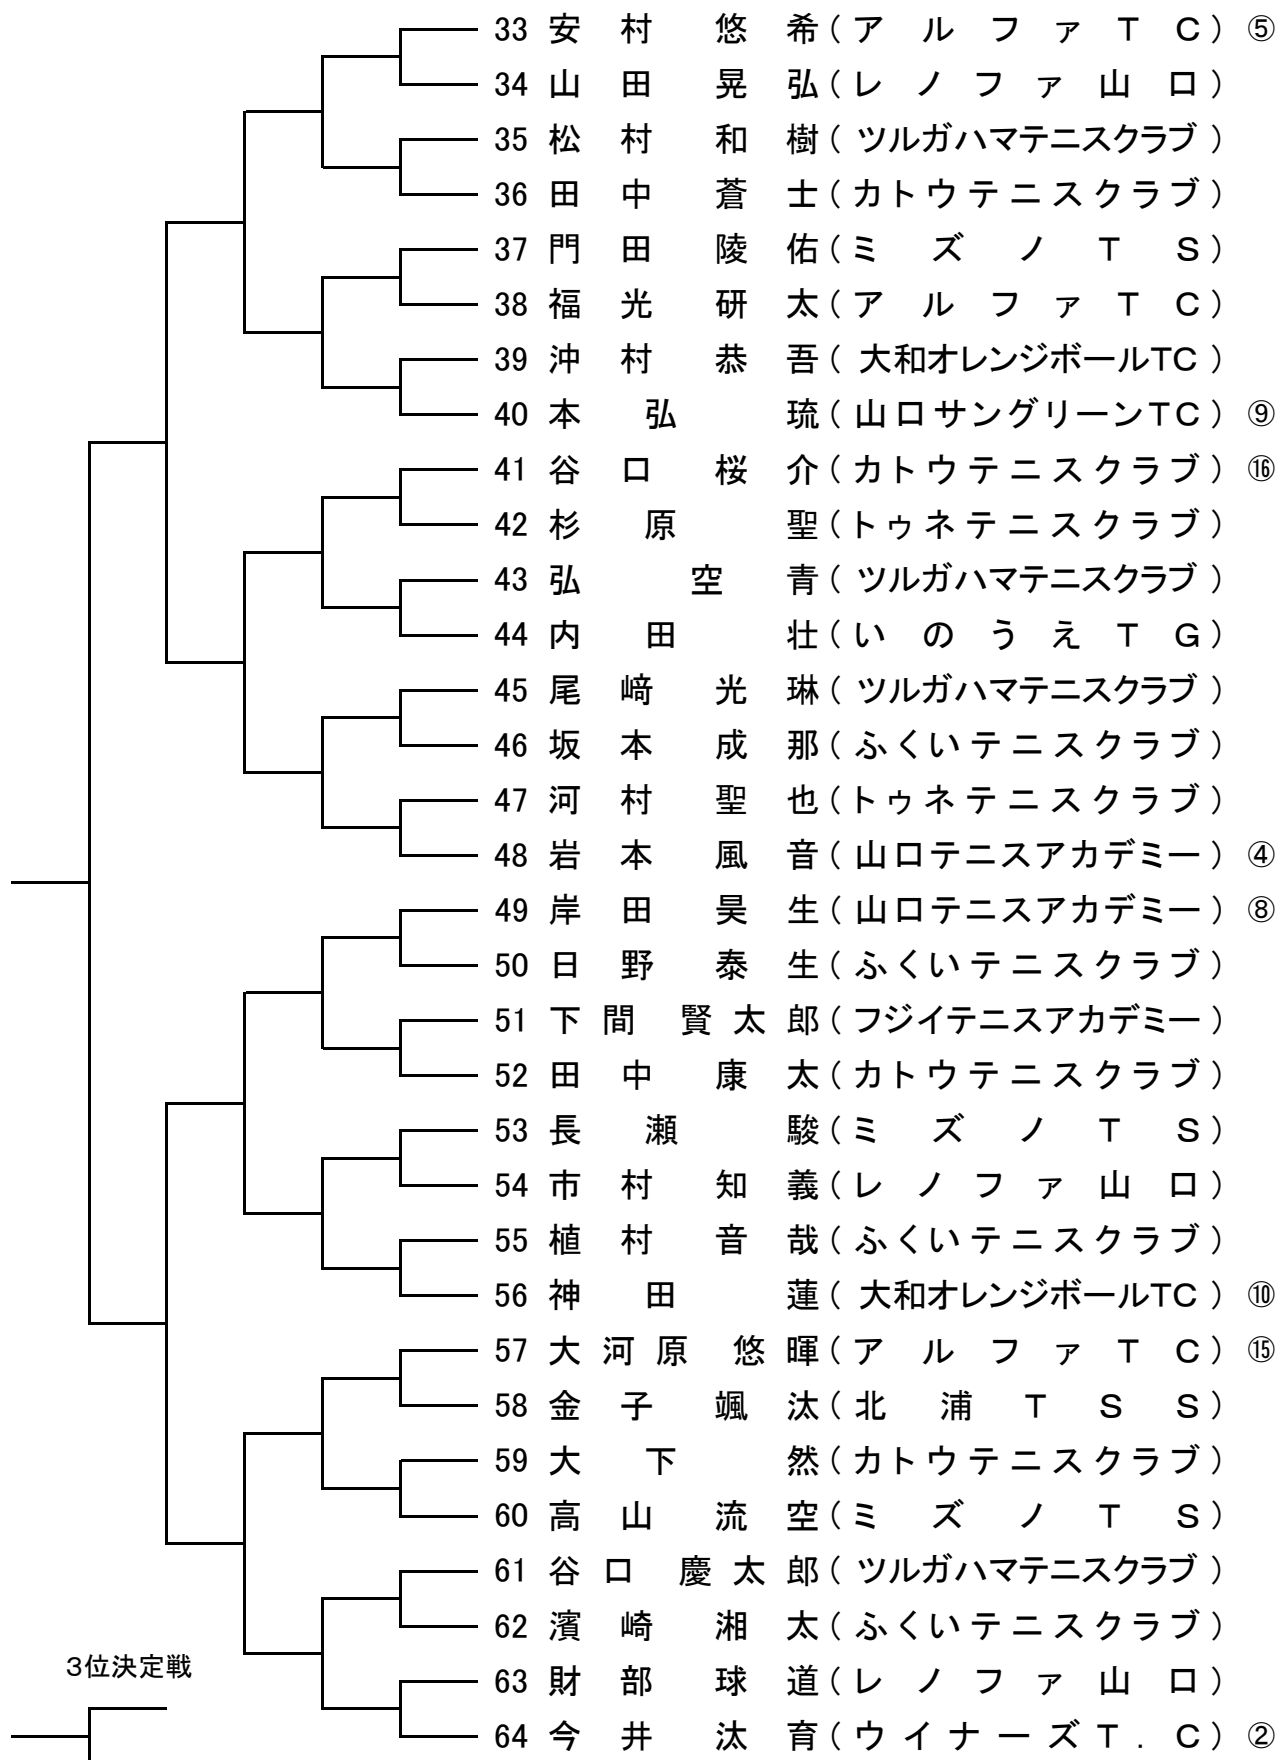 33 安村 悠希(アルファTC) ⑤
34 山田 晃弘(レノファ山口)
35 松村 和樹(ツルガハマテニスクラブ)
36 田中 蒼士(カトウテニスクラブ)
37 門田 陵佑(ミズノTS)
38 福光 研太(アルファTC)
39 沖村 恭吾(大和オレンジボールTC)
40 本弘 琉(山口サングリーンTC) ⑨
41 谷口 桜介(カトウテニスクラブ) ⑯
42 杉原 聖(トゥネテニスクラブ)
43 弘 空青(ツルガハマテニスクラブ)
44 内田 壮(いのうえTG)
45 尾﨑 光琳(ツルガハマテニスクラブ)
46 坂本 成那(ふくいテニスクラブ)
47 河村 聖也(トゥネテニスクラブ)
48 岩本 風音(山口テニスアカデミー) ④
49 岸田 昊生(山口テニスアカデミー) ⑧
50 日野 泰生(ふくいテニスクラブ)
51 下間 賢太郎(フジイテニスアカデミー)
52 田中 康太(カトウテニスクラブ)
53 長瀬 駿(ミズノTS)
54 市村 知義(レノファ山口)
55 植村 音哉(ふくいテニスクラブ)
56 神田 蓮(大和オレンジボールTC) ⑩
57 大河原 悠暉(アルファTC) ⑮
58 金子 颯汰(北浦TSS)
59 大下 然(カトウテニスクラブ)
60 高山 流空(ミズノTS)
61 谷口 慶太郎(ツルガハマテニスクラブ)
62 濱崎 湘太(ふくいテニスクラブ)
63 財部 球道(レノファ山口)
64 今井 汰育(ウイナーズT.C) ②
3位決定戦